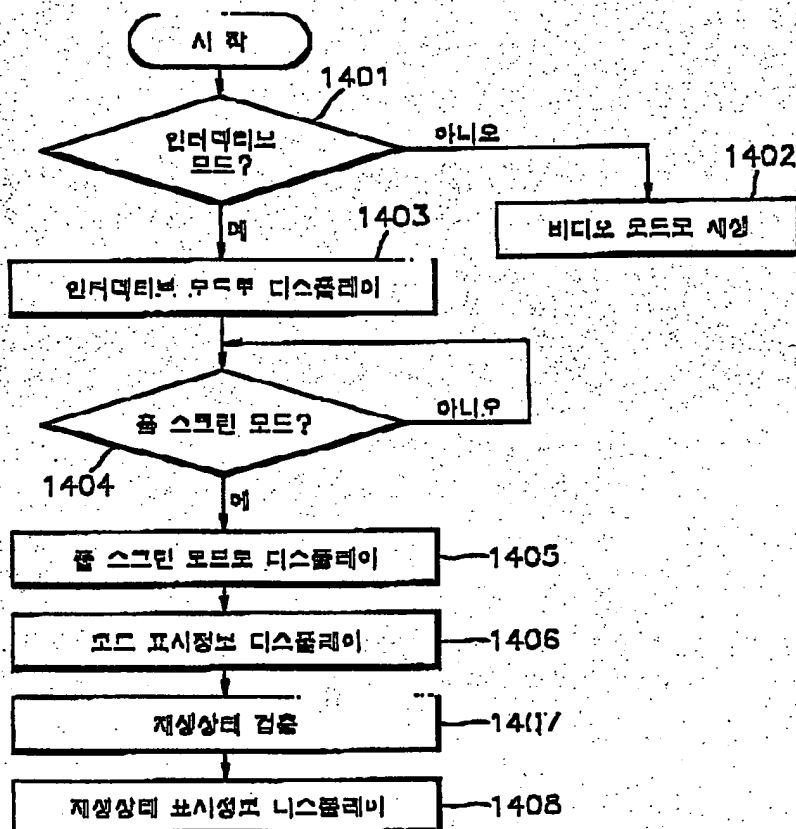 시 작
1401
인터랙티브
모드?
아니오
1402
비디오 모드로 재생
예
1403
인터랙티브 모드로 디스플레이
풀 스크린 모드?
아니오
1404
예
풀 스크린 모드로 디스플레이
1405
모드 표시정보 디스플레이
1406
재생상태 검출
1407
재생상태 표시정보 디스플레이
1408